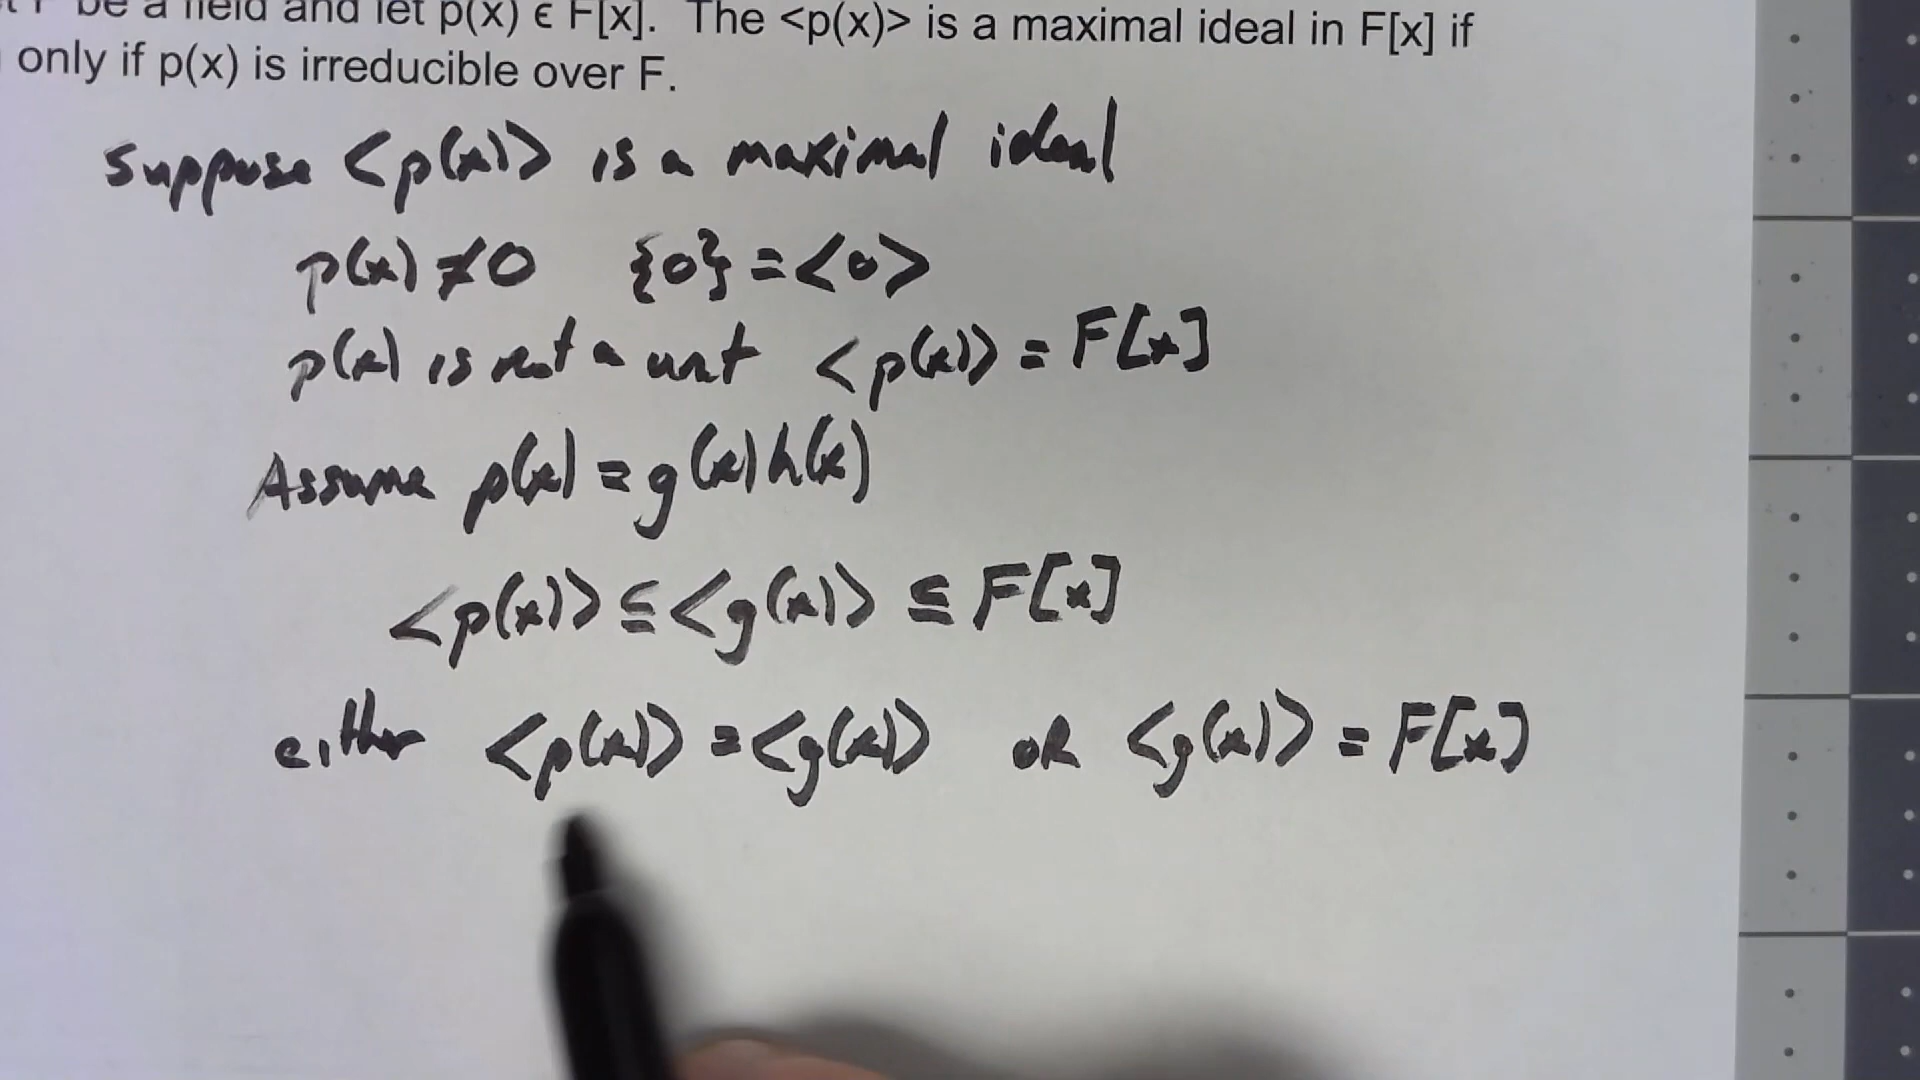 be a field and let p(x) ϵ F[x]. The <p(x)> is a maximal ideal in F[x] if
only if p(x) is irreducible over F.
Suppose <p(x)> is a maximal ideal
p(x) ≠ 0 {0} = <0>
p(x) is not a unit <p(x)> = F[x]
Assume p(x) = g(x)h(x)
<p(x)> ⊆ <g(x)> ⊆ F[x]
either <p(x)> = <g(x)> or <g(x)> = F[x]